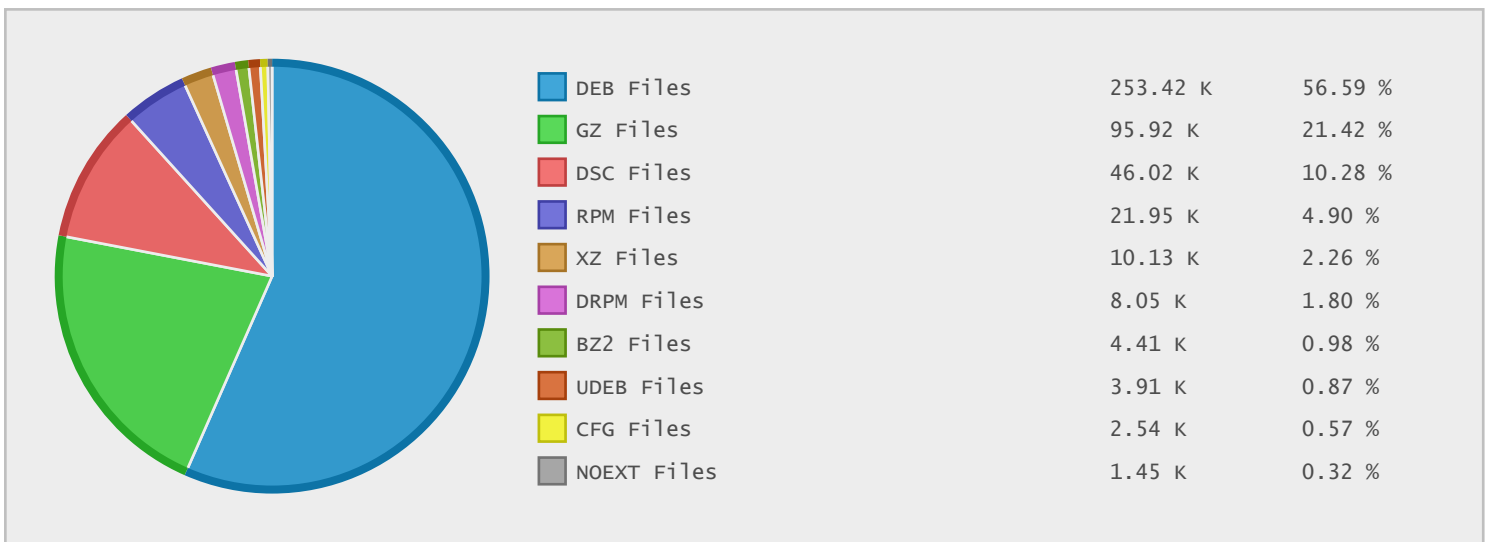 DEB Files 253.42 K 56.59 %
GZ Files 95.92 K 21.42 %
DSC Files 46.02 K 10.28 %
RPM Files 21.95 K 4.90 %
XZ Files 10.13 K 2.26 %
DRPM Files 8.05 K 1.80 %
BZ2 Files 4.41 K 0.98 %
UDEB Files 3.91 K 0.87 %
CFG Files 2.54 K 0.57 %
NOEXT Files 1.45 K 0.32 %